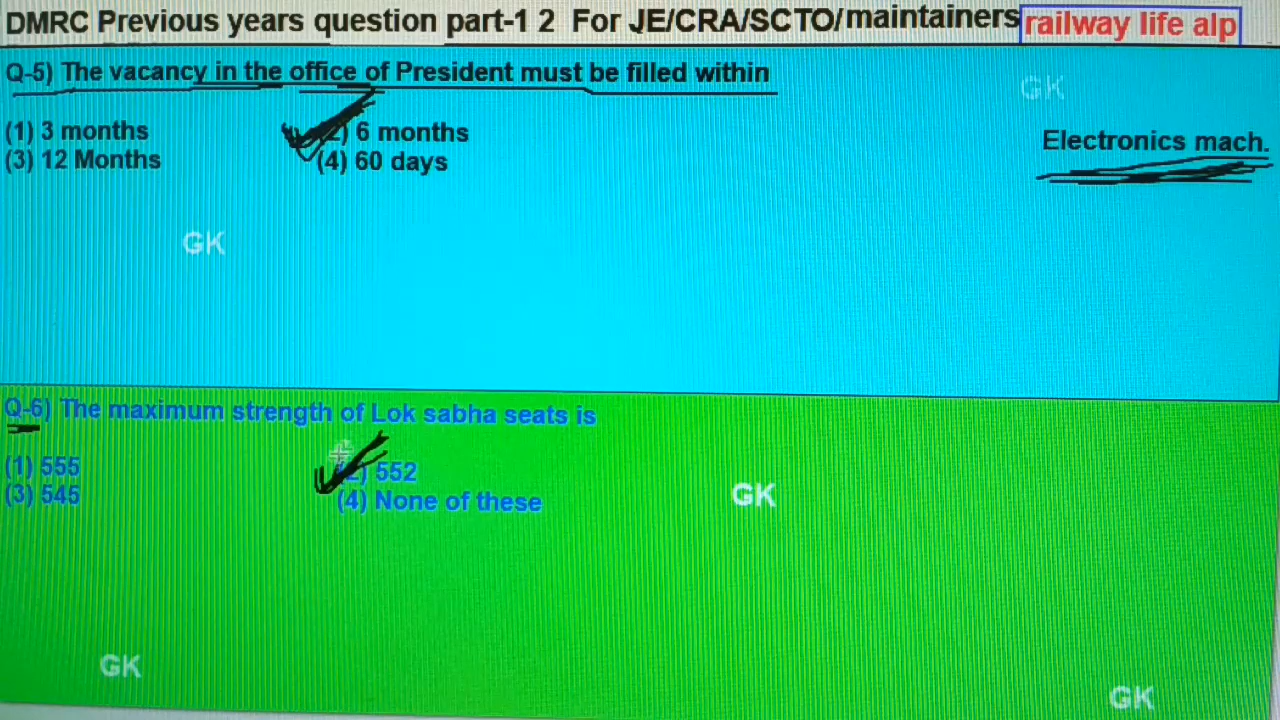 DMRC Previous years question part-1 2 For JE/CRA/SCTO/maintainers railway life alp
Q-5) The vacancy in the office of President must be filled within
GK
(1) 3 months (2) 6 months
Electronics mach.
(3) 12 Months (4) 60 days
GK
Q-6) The maximum strength of Lok sabha seats is
(1) 555 (2) 552
(3) 545 (4) None of these
GK
GK
GK